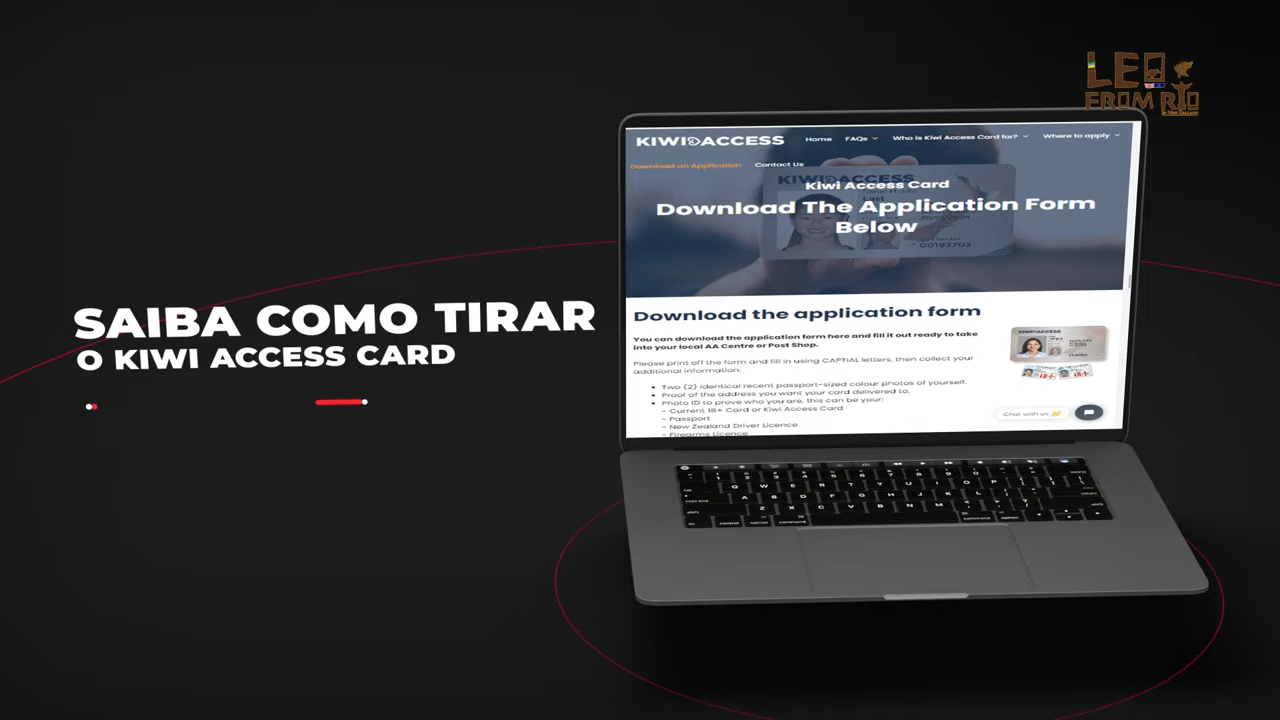 LEO
FROM RIO
SAIBA COMO TIRAR
O KIWI ACCESS CARD
KIWI ACCESS
Home
FAQs
Who is Kiwi Access Card for?
Where to apply
Download an Application
Contact Us
Kiwi Access Card
Download The Application Form
Below
00193702
Download the application form
You can download the application form here and fill it out ready to take
into your local AA Centre or Post Shop.
Please print off the form and fill in using CAPTIAL letters, then collect your
additional information:
• Two (2) identical recent passport-sized colour photos of yourself.
• Proof of the address you want your card delivered to.
• Photo ID to prove who you are, this can be your:
- Current 18+ Card or Kiwi Access Card
- Passport
- New Zealand Driver Licence
- Firearms Licence
Chat with us 👋